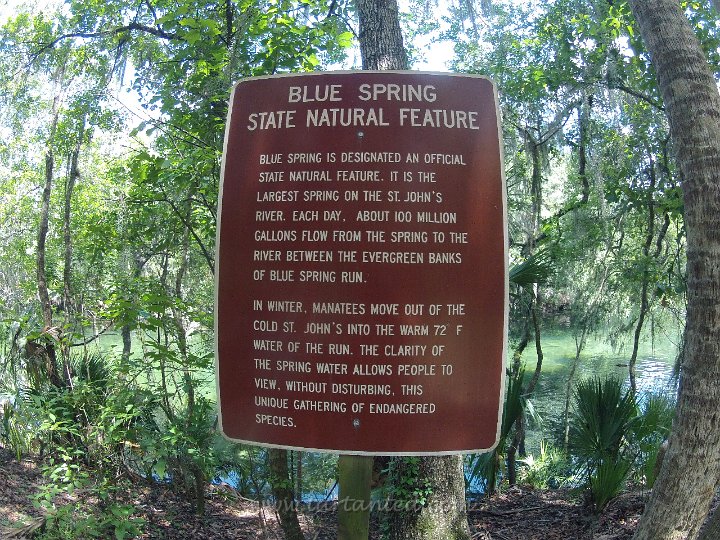 BLUE SPRING
STATE NATURAL FEATURE
BLUE SPRING IS DESIGNATED AN OFFICIAL
STATE NATURAL FEATURE. IT IS THE
LARGEST SPRING ON THE ST. JOHN'S
RIVER. EACH DAY, ABOUT 100 MILLION
GALLONS FLOW FROM THE SPRING TO THE
RIVER BETWEEN THE EVERGREEN BANKS
OF BLUE SPRING RUN.
IN WINTER, MANATEES MOVE OUT OF THE
COLD ST. JOHN'S INTO THE WARM 72° F
WATER OF THE RUN. THE CLARITY OF
THE SPRING WATER ALLOWS PEOPLE TO
VIEW, WITHOUT DISTURBING, THIS
UNIQUE GATHERING OF ENDANGERED
SPECIES.